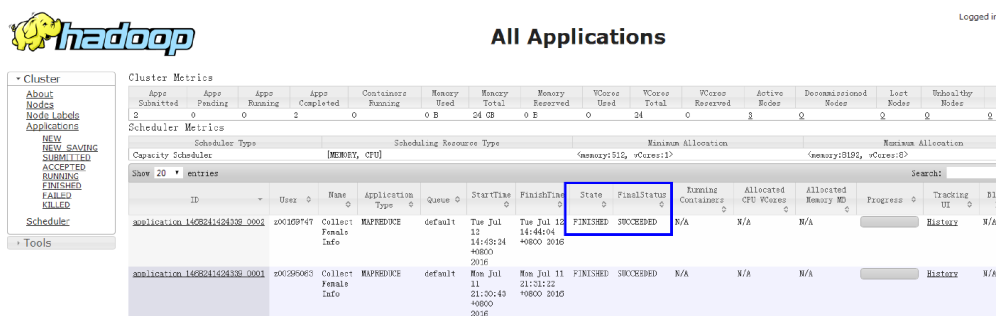 hadoop
All Applications
Logged in
Cluster
About
Nodes
Node Labels
Applications
NEW
NEW_SAVING
SUBMITTED
ACCEPTED
RUNNING
FINISHED
FAILED
KILLED
Scheduler
Tools
Cluster Metrics
Apps Submitted Apps Pending Apps Running Apps Completed Containers Running Memory Used Memory Total Memory Reserved VCores Used VCores Total VCores Reserved Active Nodes Decommissioned Nodes Lost Nodes Unhealthy Nodes
2 0 0 2 0 0 B 24 GB 0 B 0 24 0 3 0 0 0 0
Scheduler Metrics
Scheduler Type Scheduling Resource Type Minimum Allocation Maximum Allocation
Capacity Scheduler [MEMORY, CPU] <memory:512, vCores:1> <memory:8192, vCores:8>
Show 20 entries Search:
ID User Name Application Type Queue StartTime FinishTime State FinalStatus Running Containers Allocated CPU VCores Allocated Memory MB Progress Tracking UI Bl
application_1468241424339_0002 z00169747 Collect Female Info MAPREDUCE default Tue Jul 12 14:43:24 +0800 2016 Tue Jul 12 14:44:04 +0800 2016 FINISHED SUCCEEDED N/A N/A N/A History N/A
application_1468241424339_0001 z00295063 Collect Female Info MAPREDUCE default Mon Jul 11 21:30:43 +0800 2016 Mon Jul 11 21:31:22 +0800 2016 FINISHED SUCCEEDED N/A N/A N/A History N/A